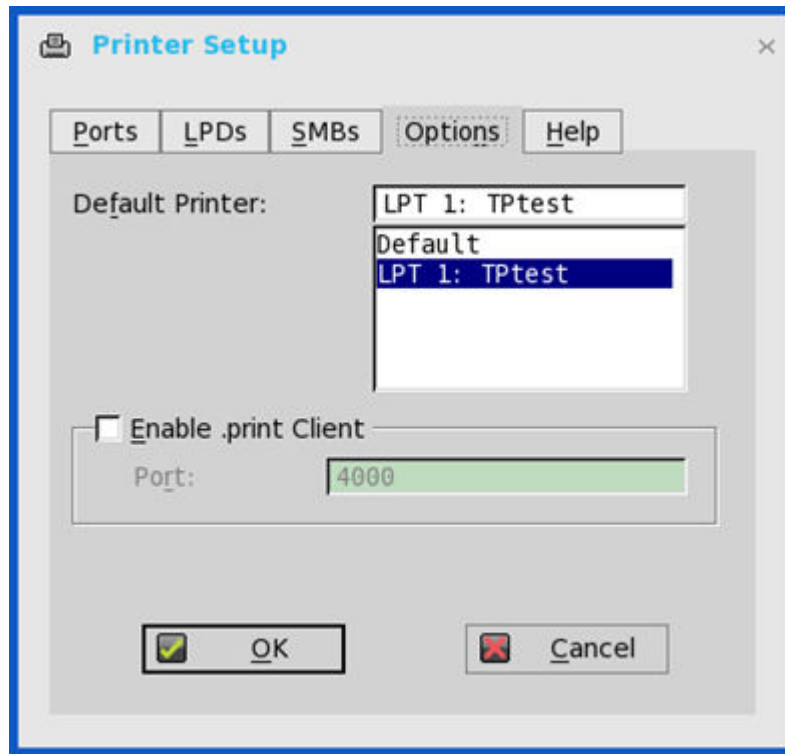 Printer Setup
Ports LPDs SMBs Options Help
Default Printer: LPT 1: TPtest
Default
LPT 1: TPtest
Enable .print Client
Port: 4000
OK Cancel